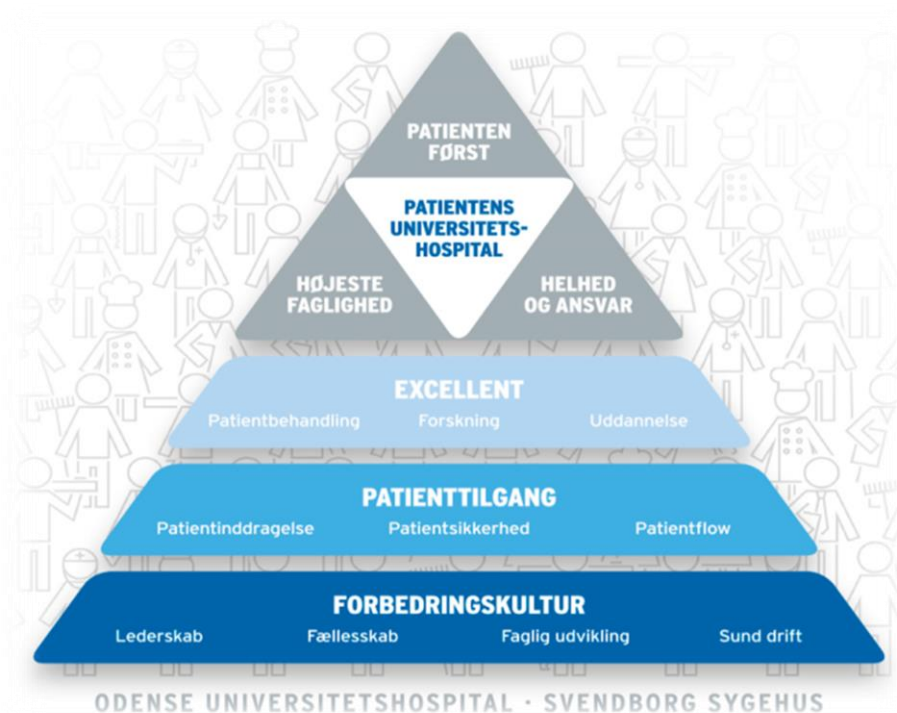 PATIENTEN
FØRST
PATIENTENS
UNIVERSITETS-
HOSPITAL
HØJESTE
FAGLIGHED
HELHED
OG ANSVAR
EXCELLENT
Patientbehandling Forskning Uddannelse
PATIENTTILGANG
Patientinddragelse Patientsikkerhed Patientflow
FORBEDRINGSKULTUR
Lederskab Fællesskab Faglig udvikling Sund drift
ODENSE UNIVERSITETSHOSPITAL · SVENDBORG SYGEHUS